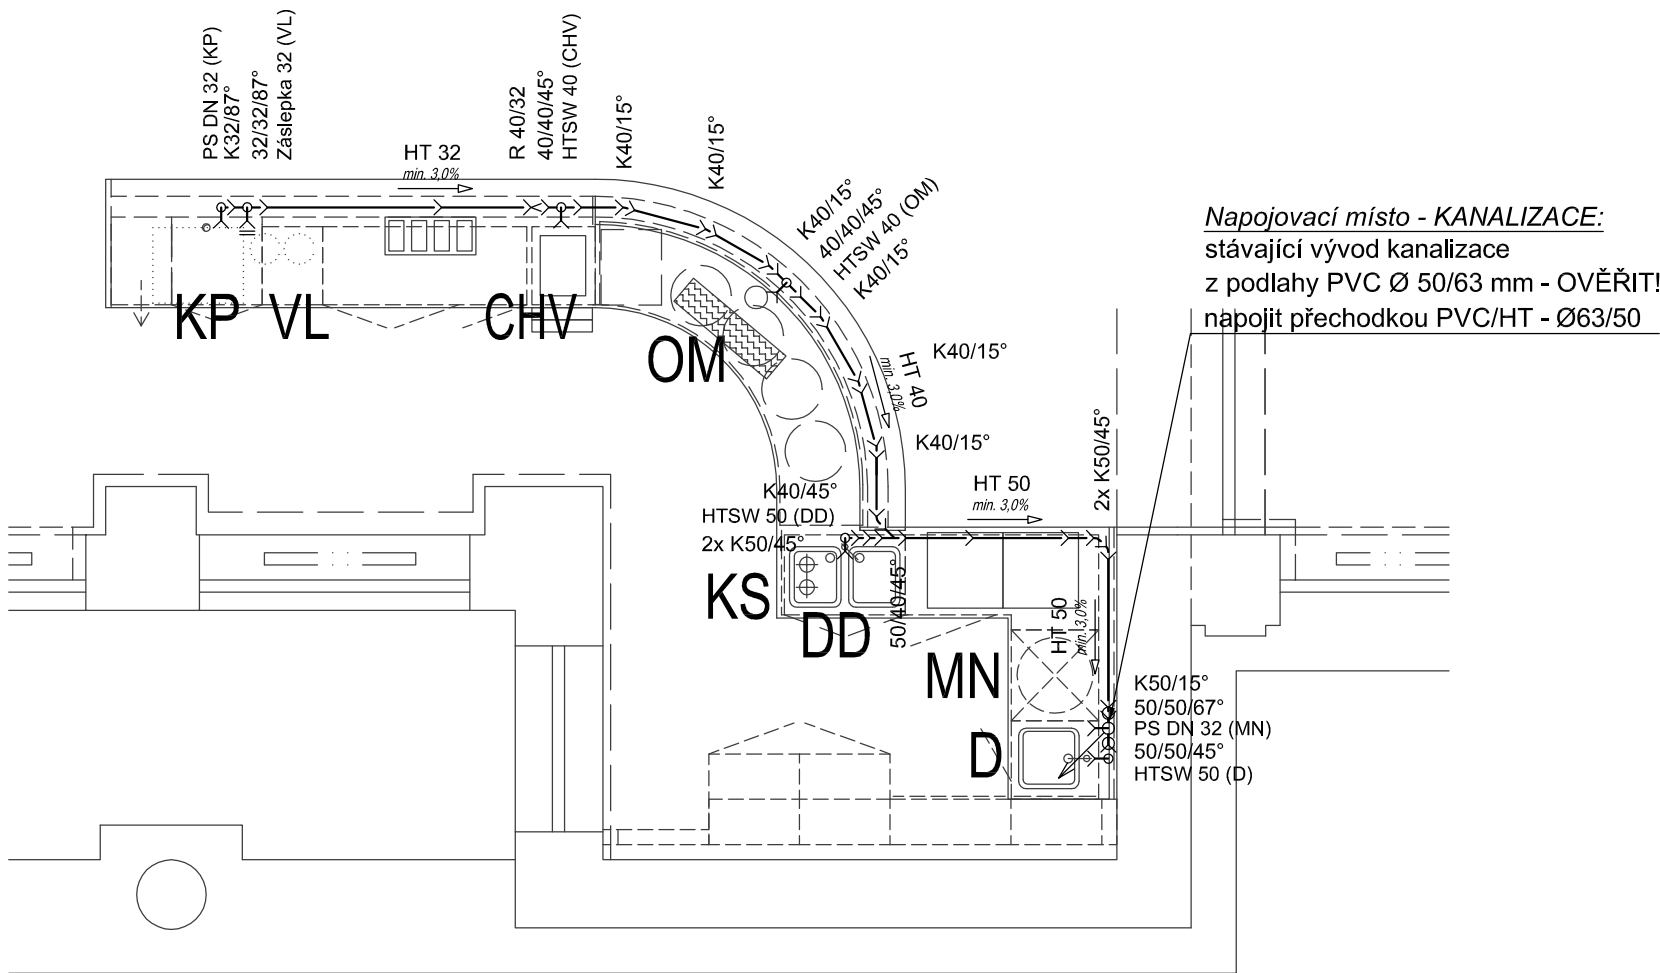 PS DN 32 (KP)
K32/87°
32/32/87°
Záslepka 32 (VL)
HT 32
min. 3,0%
R 40/32
40/40/45°
HTSW 40 (CHV)
K40/15°
K40/15°
K40/15°
40/40/45°
HTSW 40 (OM)
K40/15°
Napojovací místo - KANALIZACE:
stávající vývod kanalizace
z podlahy PVC Ø 50/63 mm - OVĚŘIT!
napojit přechodkou PVC/HT - Ø63/50
KP
VL
CHV
OM
K40/15°
HT 40
min. 3,0%
K40/15°
2x K50/45°
K40/45°
HTSW 50 (DD)
2x K50/45°
HT 50
min. 3,0%
KS
DD
50/40/45°
HT 50
min. 3,0%
MN
D
K50/15°
50/50/67°
PS DN 32 (MN)
50/50/45°
HTSW 50 (D)